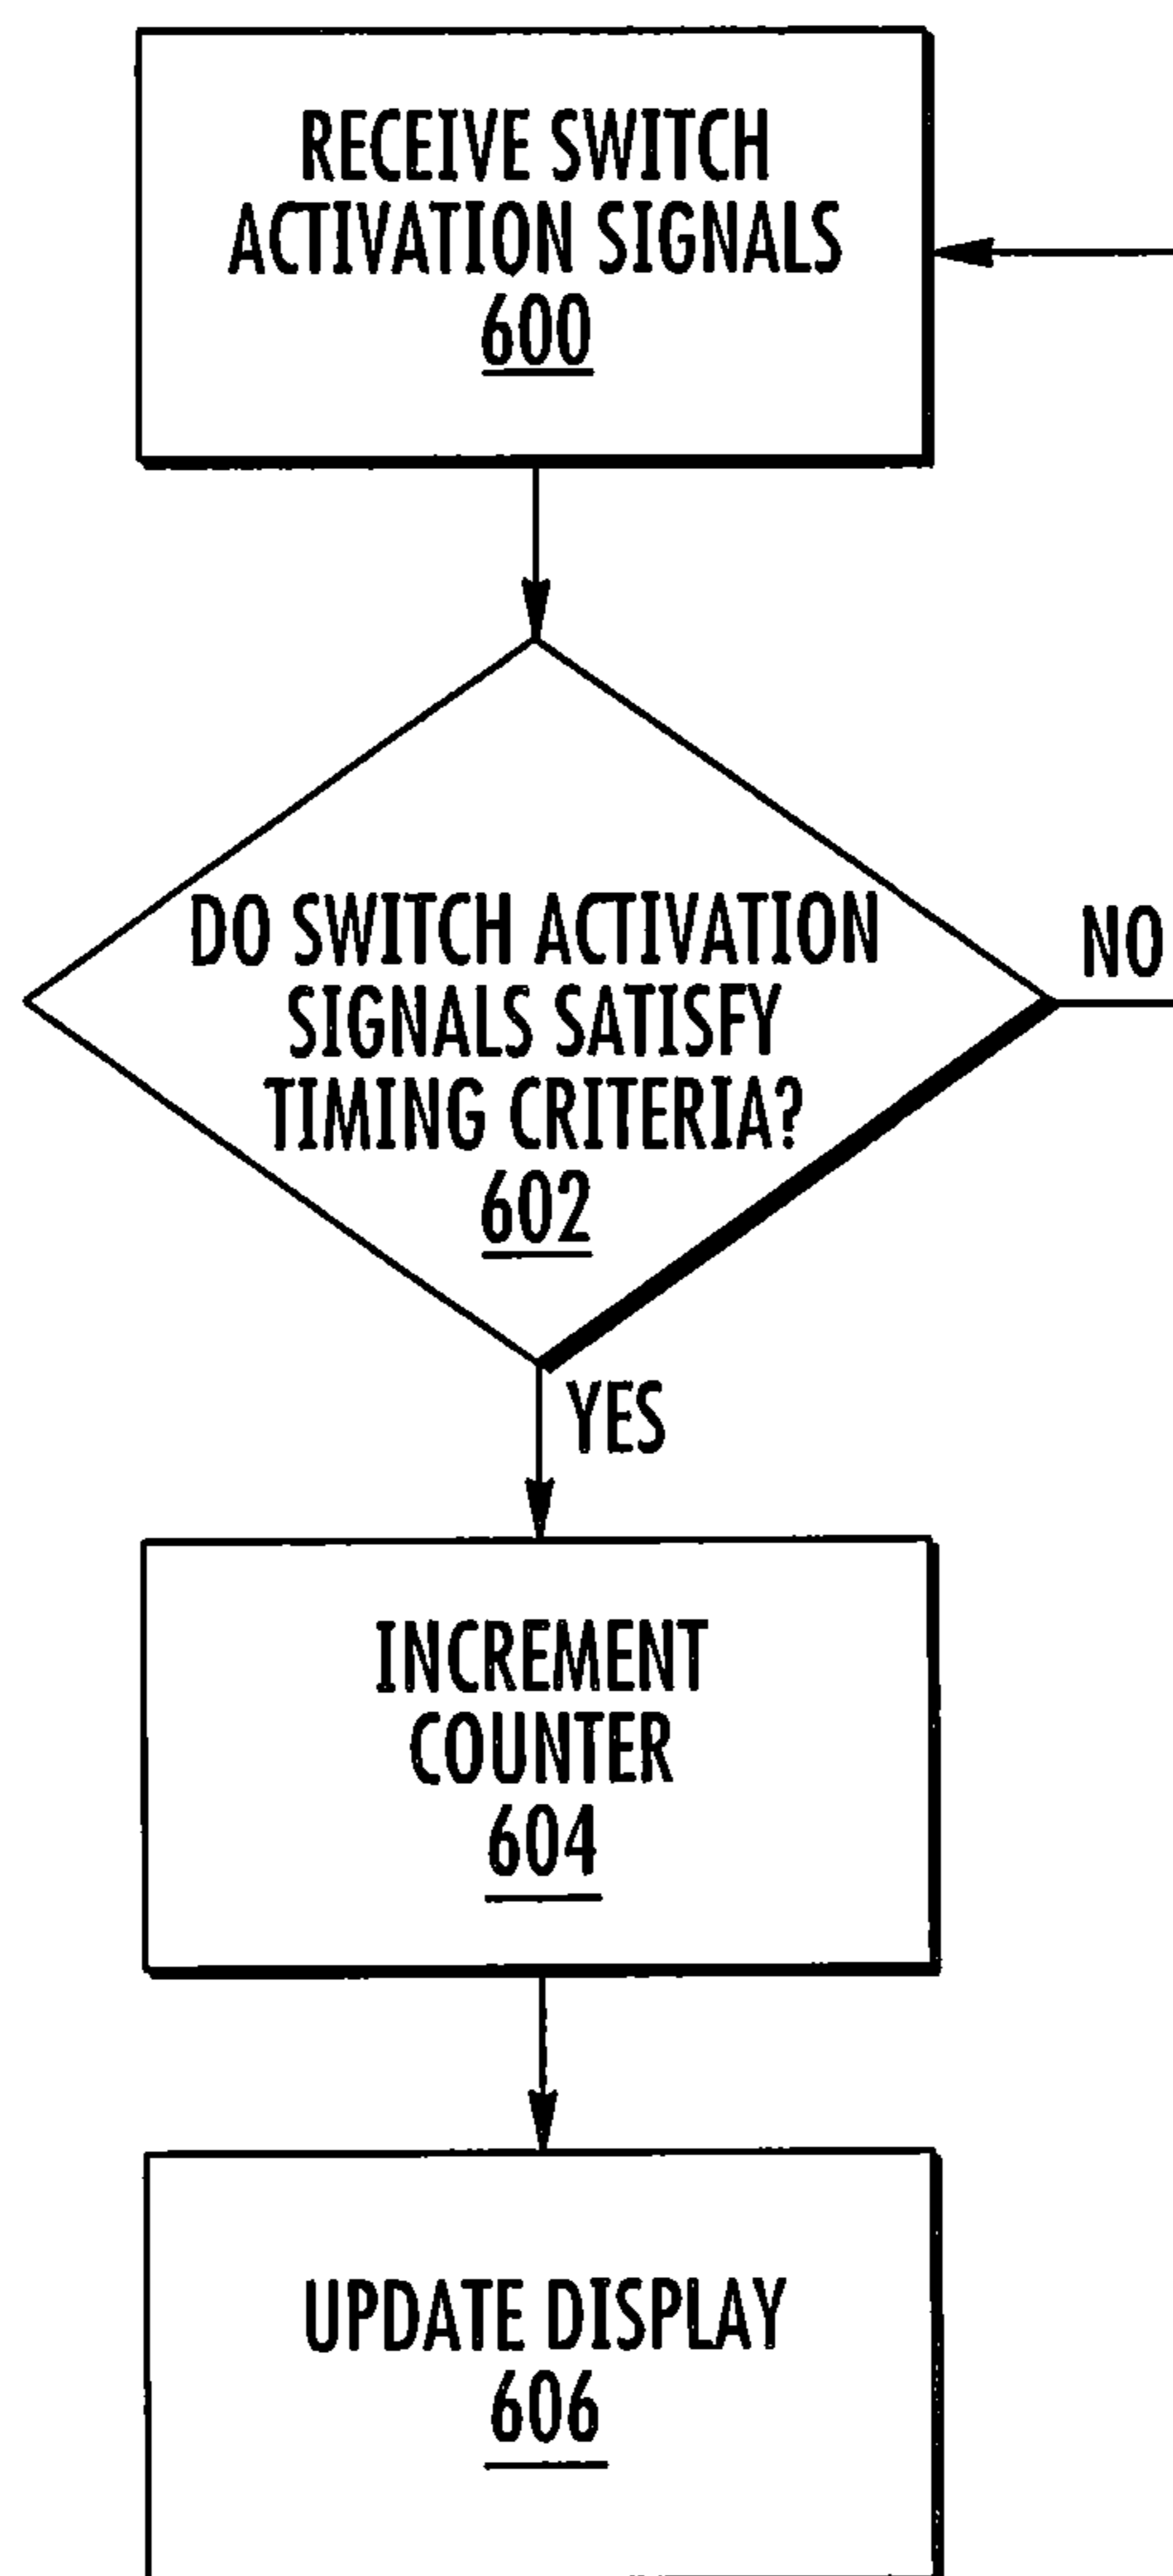 RECEIVE SWITCH
ACTIVATION SIGNALS
600
DO SWITCH ACTIVATION
SIGNALS SATISFY
TIMING CRITERIA?
602
NO
YES
INCREMENT
COUNTER
604
UPDATE DISPLAY
606